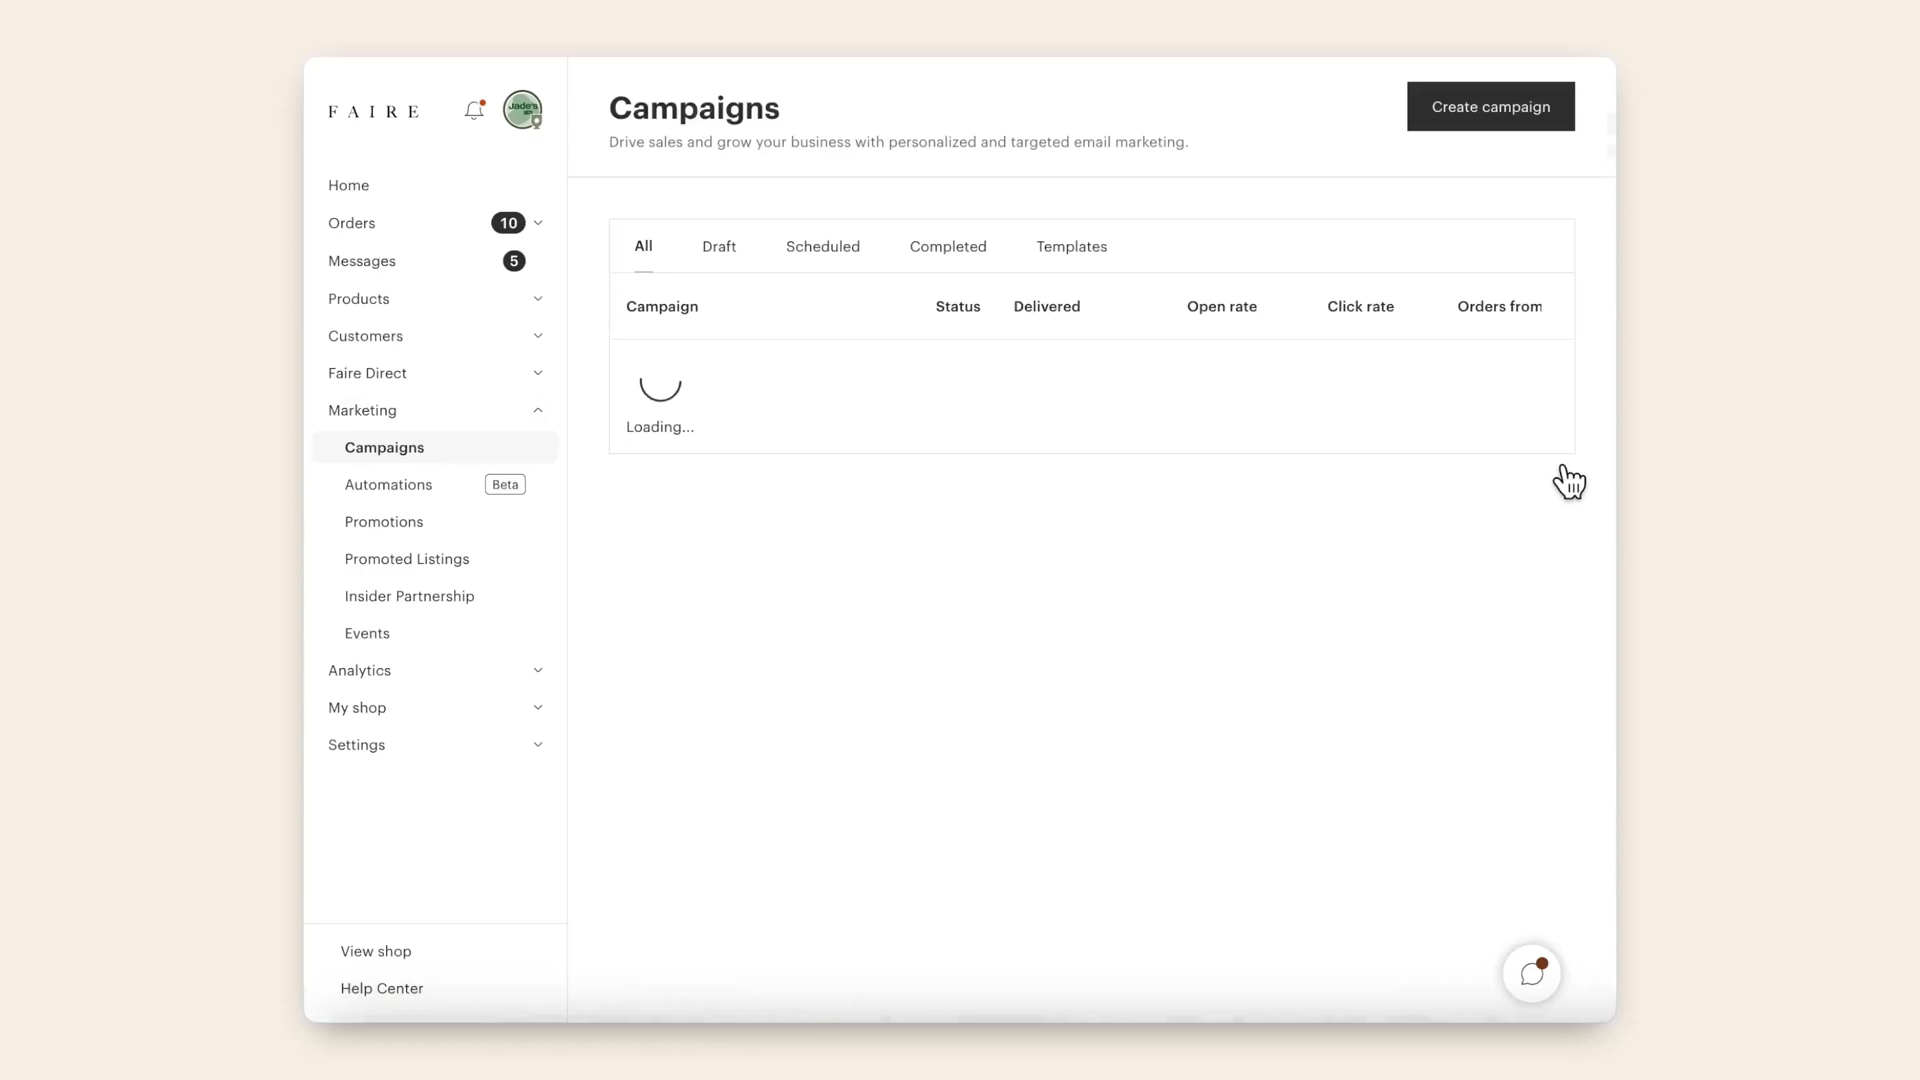 FAIRE
Jade's
Home
Orders 10
Messages 5
Products
Customers
Faire Direct
Marketing
Campaigns
Automations Beta
Promotions
Promoted Listings
Insider Partnership
Events
Analytics
My shop
Settings
View shop
Help Center
Campaigns
Drive sales and grow your business with personalized and targeted email marketing.
Create campaign
All Draft Scheduled Completed Templates
Campaign Status Delivered Open rate Click rate Orders from
Loading...